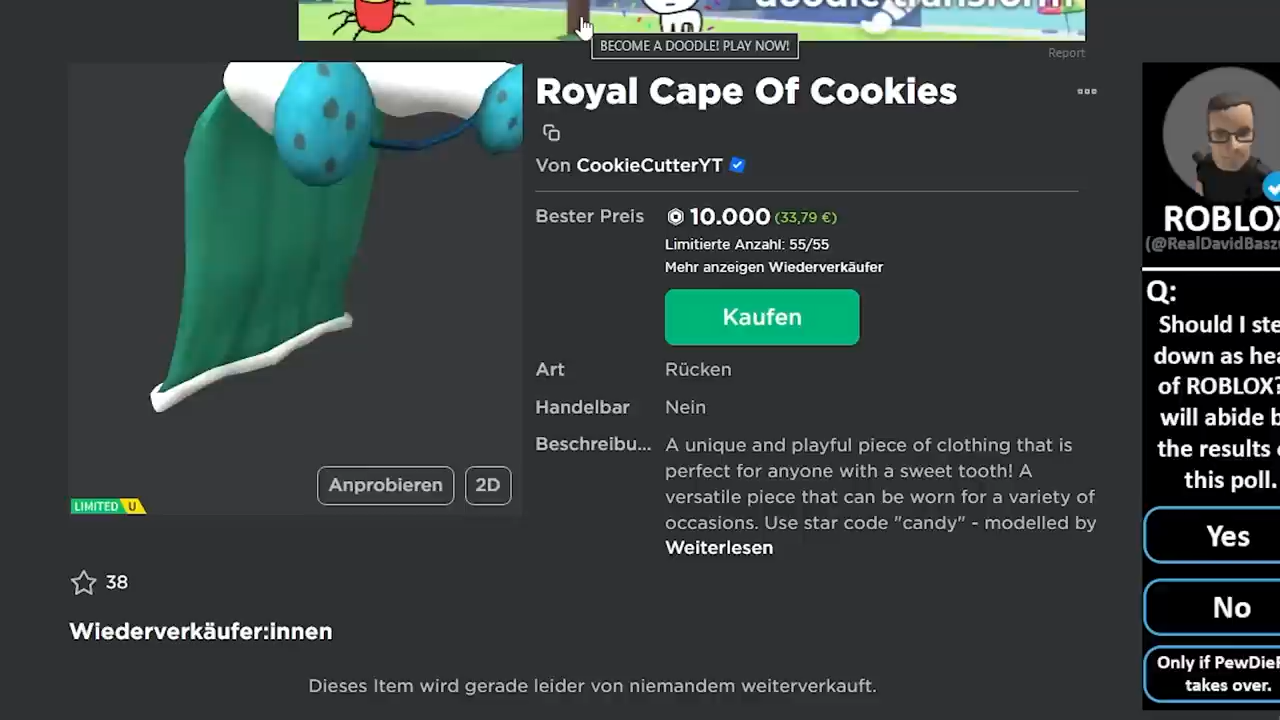 doodle transform
BECOME A DOODLE! PLAY NOW!
Report
Royal Cape Of Cookies
Von CookieCutterYT
Bester Preis 10.000 (33,79 €)
Limitierte Anzahl: 55/55
Mehr anzeigen Wiederverkäufer
Kaufen
Art Rücken
Handelbar Nein
Beschreibu... A unique and playful piece of clothing that is
perfect for anyone with a sweet tooth! A
versatile piece that can be worn for a variety of
occasions. Use star code "candy" - modelled by
Weiterlesen
Anprobieren 2D
LIMITED U
38
Wiederverkäufer:innen
Dieses Item wird gerade leider von niemandem weiterverkauft.
ROBLOX
(@RealDavidBasz
Q:
Should I ste
down as hea
of ROBLOX?
will abide b
the results
this poll.
Yes
No
Only if PewDieP
takes over.